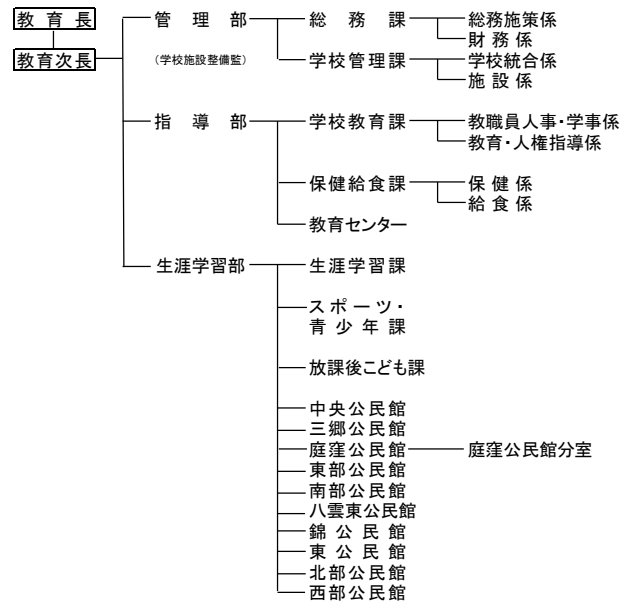 教育長 管理部 総務課 総務施策係
財務係
教育次長 (学校施設整備監) 学校管理課 学校統合係
施設係
指導部 学校教育課 教職員人事・学事係
教育・人権指導係
保健給食課 保健係
給食係
教育センター
生涯学習部 生涯学習課
スポーツ・
青少年課
放課後こども課
中央公民館
三郷公民館
庭窪公民館 庭窪公民館分室
東部公民館
南部公民館
八雲東公民館
錦公民館
東公民館
北部公民館
西部公民館